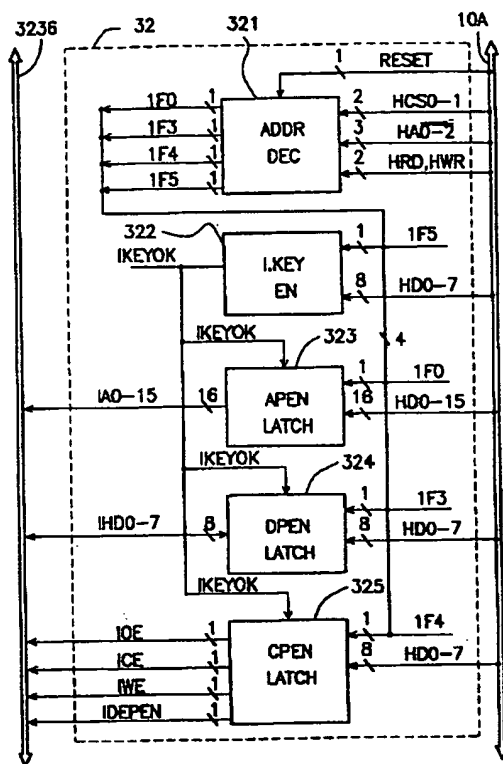 3236
32
321
10A
1
RESET
1F0
1
1F3
1
1F4
1
1F5
1
ADDR
DEC
2
HCS0-1
3
HA0-2
2
HRD,HWR
322
IKEYOK
I.KEY
EN
1
1F5
8
HD0-7
4
IKEYOK
323
IA0-15
16
APEN
LATCH
1
1F0
16
HD0-15
IKEYOK
324
IHD0-7
8
DPEN
LATCH
1
1F3
8
HD0-7
IKEYOK
325
IOE
1
ICE
1
IWE
1
IDEPEN
1
CPEN
LATCH
1
1F4
8
HD0-7